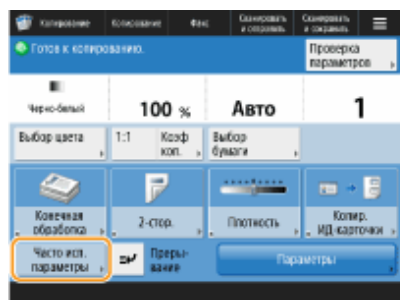 Копирование
Копирование
Факс
Сканировать
и отправить
Сканировать
и сохранить
Готов к копированию.
Проверка
параметров
Черно-белый
100 %
Авто
1
Выбор цвета
1:1
Коэф
коп.
Выбор
бумаги
Конечная
обработка
2-стор.
Плотность
Копир.
ИД-карточки
Часто исп.
параметры
Преры-
вание
Параметры